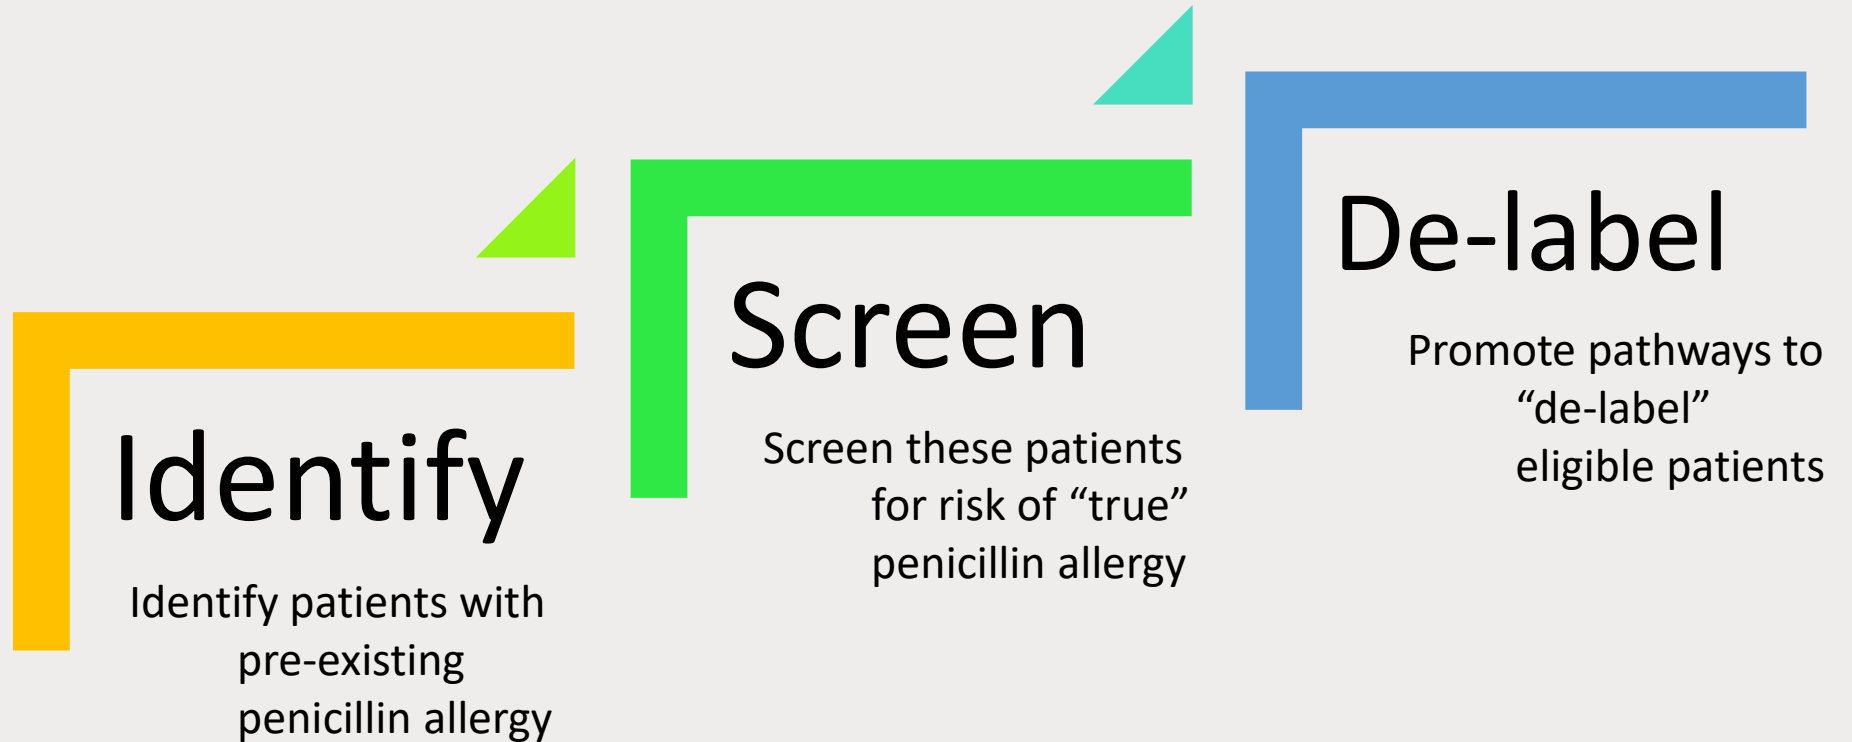 Identify
Identify patients with
pre-existing
penicillin allergy
Screen
Screen these patients
for risk of “true”
penicillin allergy
De-label
Promote pathways to
“de-label”
eligible patients